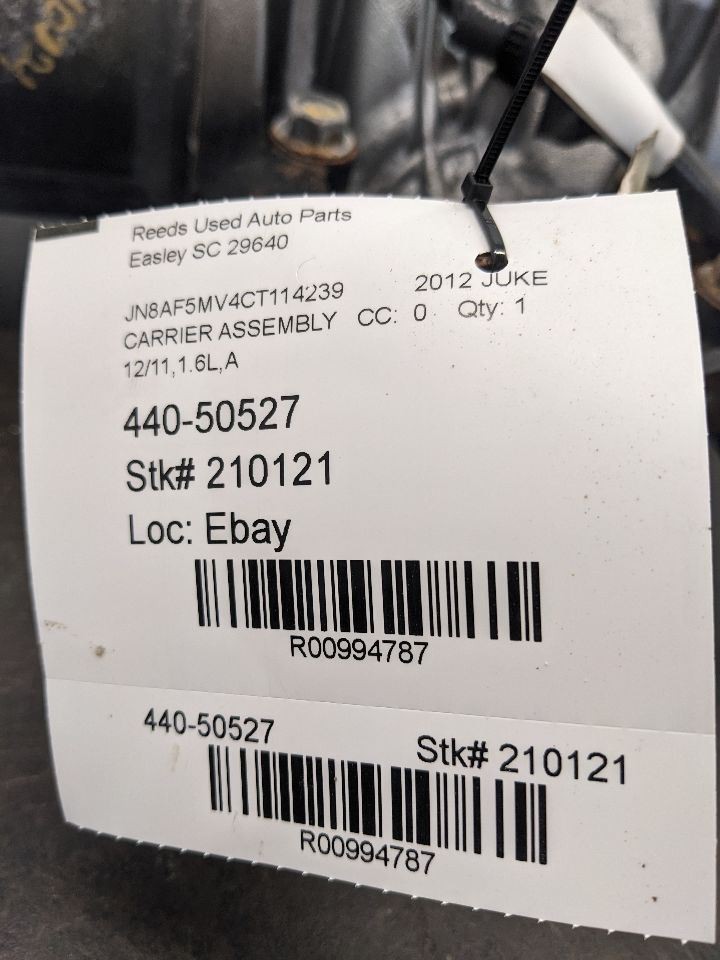 Reeds Used Auto Parts
Easley SC 29640
JN8AF5MV4CT114239 2012 JUKE
CARRIER ASSEMBLY CC: 0 Qty: 1
12/11,1.6L,A
440-50527
Stk# 210121
Loc: Ebay
R00994787
440-50527 Stk# 210121
R00994787